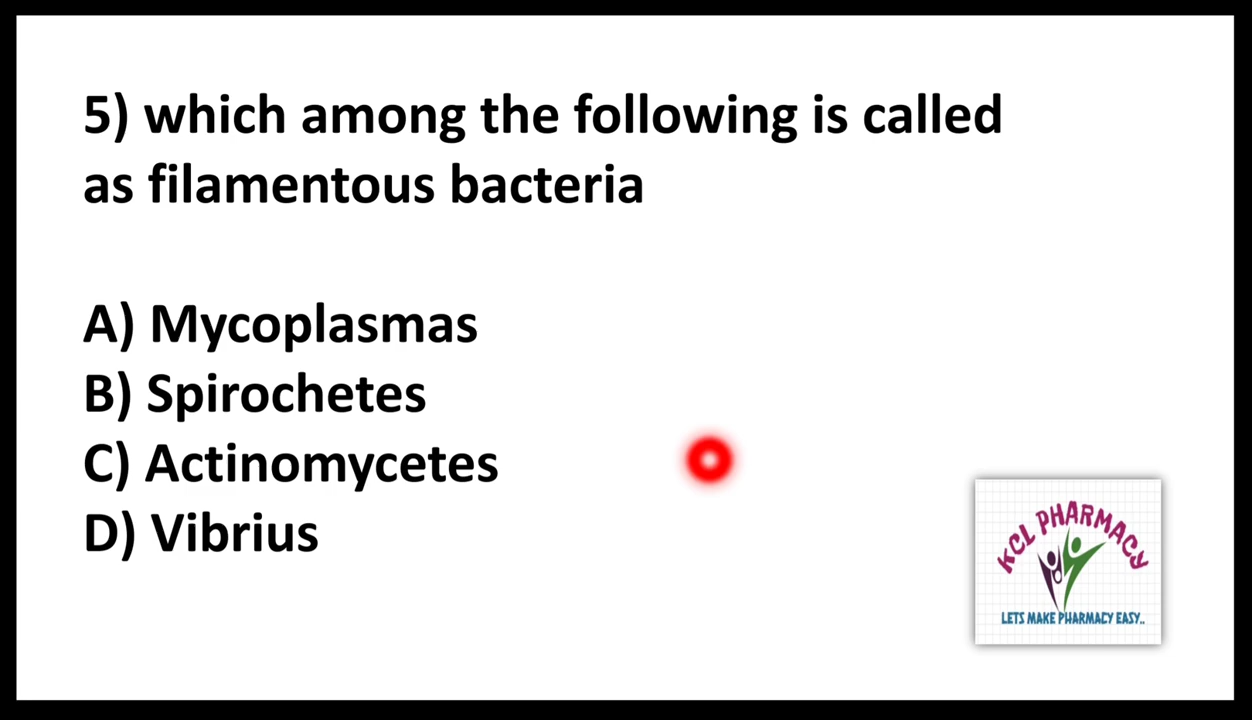 5) which among the following is called
as filamentous bacteria
A) Mycoplasmas
B) Spirochetes
C) Actinomycetes
D) Vibrius
KCL PHARMACY
LETS MAKE PHARMACY EASY..